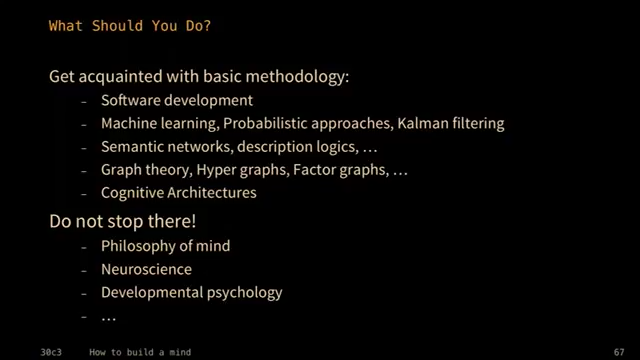 What Should You Do?
Get acquainted with basic methodology:
– Software development
– Machine learning, Probabilistic approaches, Kalman filtering
– Semantic networks, description logics, …
– Graph theory, Hyper graphs, Factor graphs, …
– Cognitive Architectures
Do not stop there!
– Philosophy of mind
– Neuroscience
– Developmental psychology
– …
30c3 How to build a mind 67